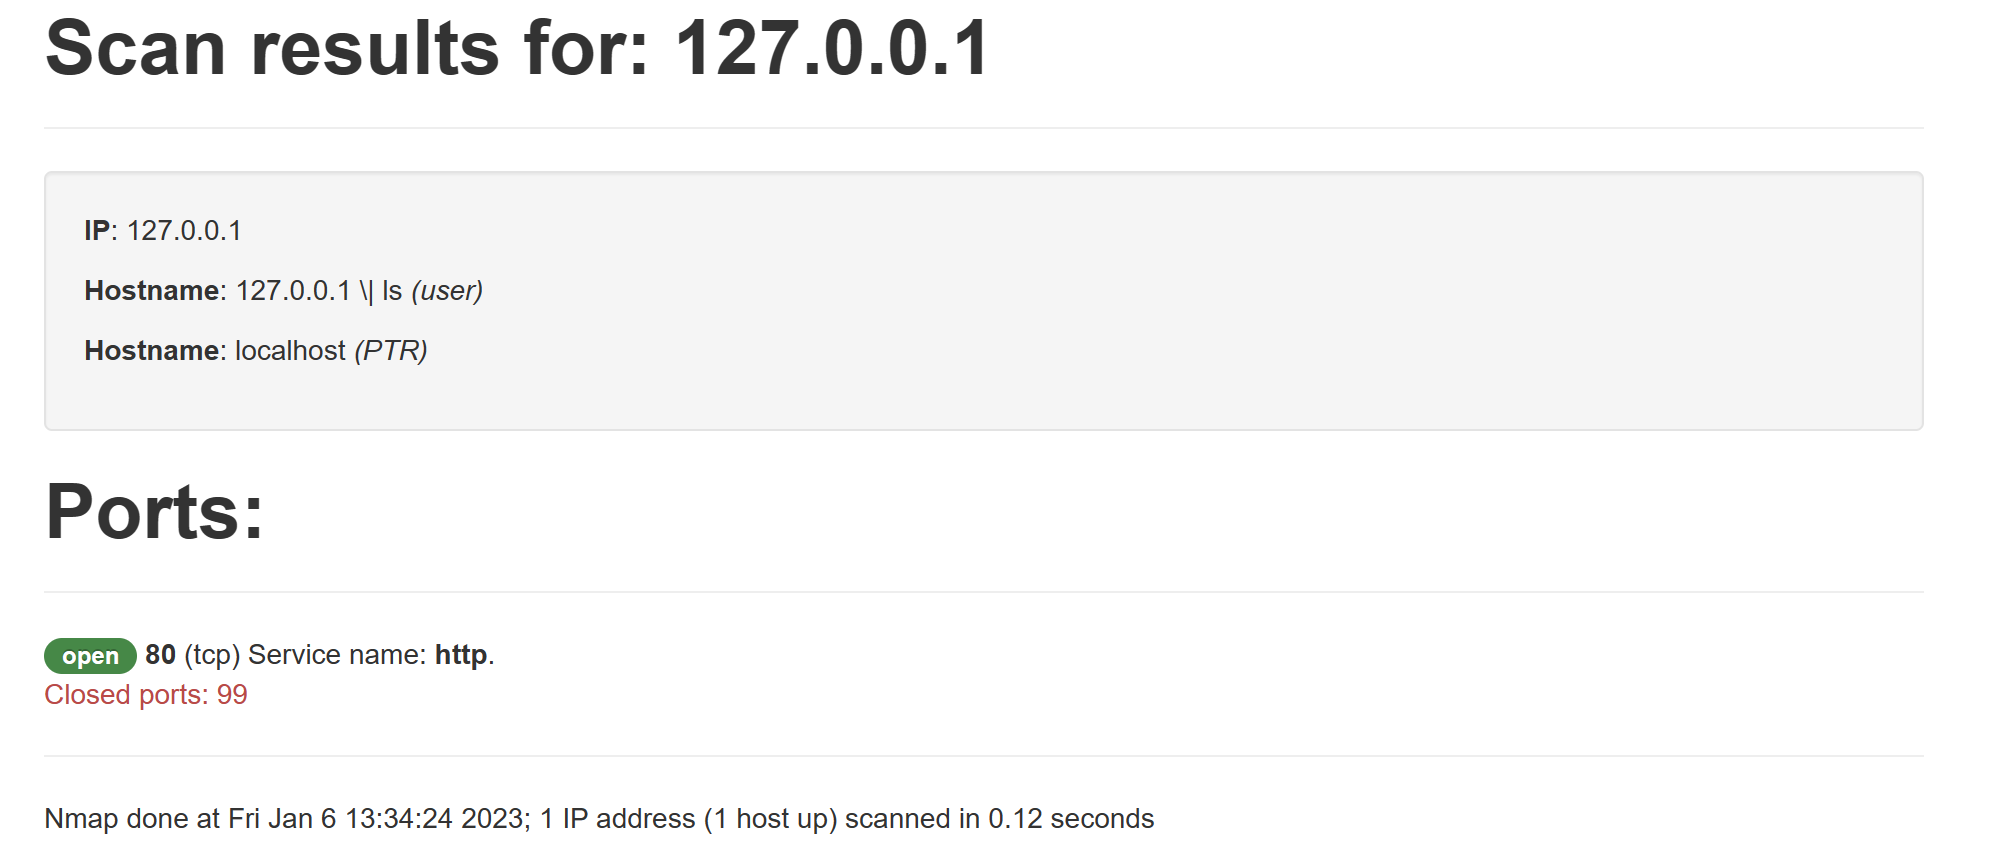 Scan results for: 127.0.0.1
IP: 127.0.0.1
Hostname: 127.0.0.1 \| ls (user)
Hostname: localhost (PTR)
Ports:
open 80 (tcp) Service name: http.
Closed ports: 99
Nmap done at Fri Jan 6 13:34:24 2023; 1 IP address (1 host up) scanned in 0.12 seconds